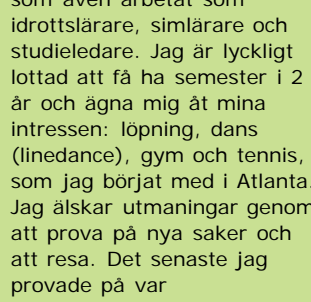 som även arbetat som
idrottslärare, simlärare och
studieledare. Jag är lyckligt
lottad att få ha semester i 2
år och ägna mig åt mina
intressen: löpning, dans
(linedance), gym och tennis,
som jag börjat med i Atlanta.
Jag älskar utmaningar genom
att prova på nya saker och
att resa. Det senaste jag
provade på var